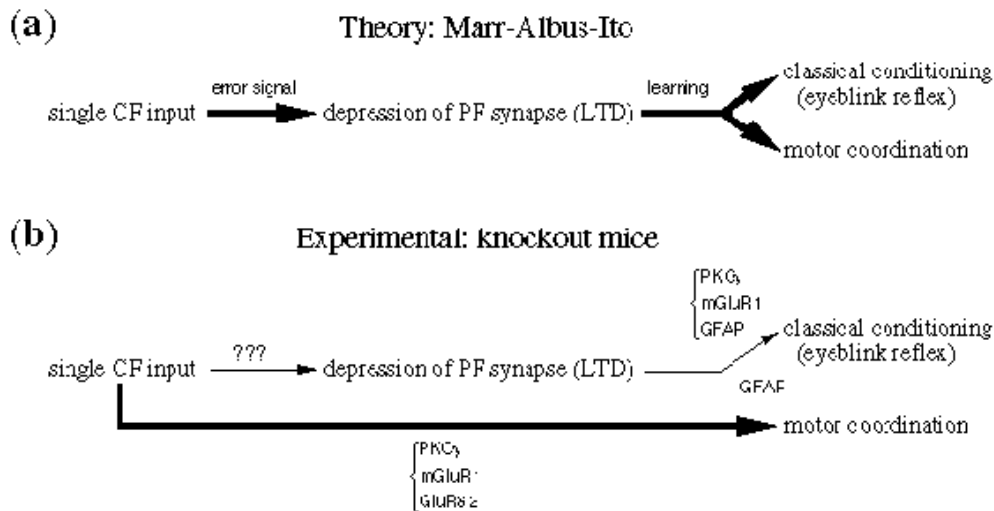 (a)
Theory: Marr-Albus-Ito
single CF input
error signal
depression of PF synapse (LTD)
learning
classical conditioning
(eyeblink reflex)
motor coordination
(b)
Experimental: knockout mice
PKCγ
mGluR1
GFAP
single CF input
???
depression of PF synapse (LTD)
classical conditioning
(eyeblink reflex)
GFAP
motor coordination
PKCγ
mGluR1